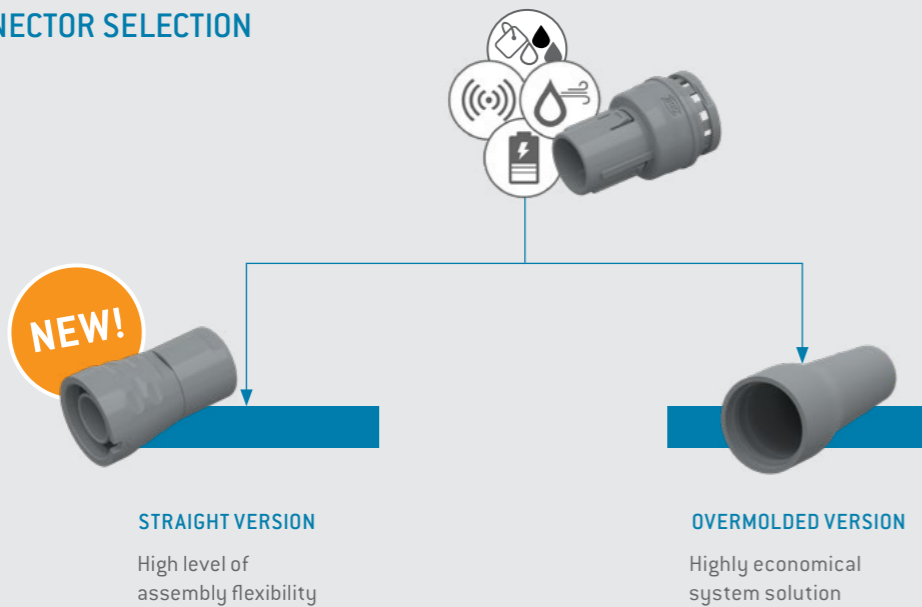 NECTOR SELECTION
NEW!
STRAIGHT VERSION
High level of
assembly flexibility
OVERMOLDED VERSION
Highly economical
system solution